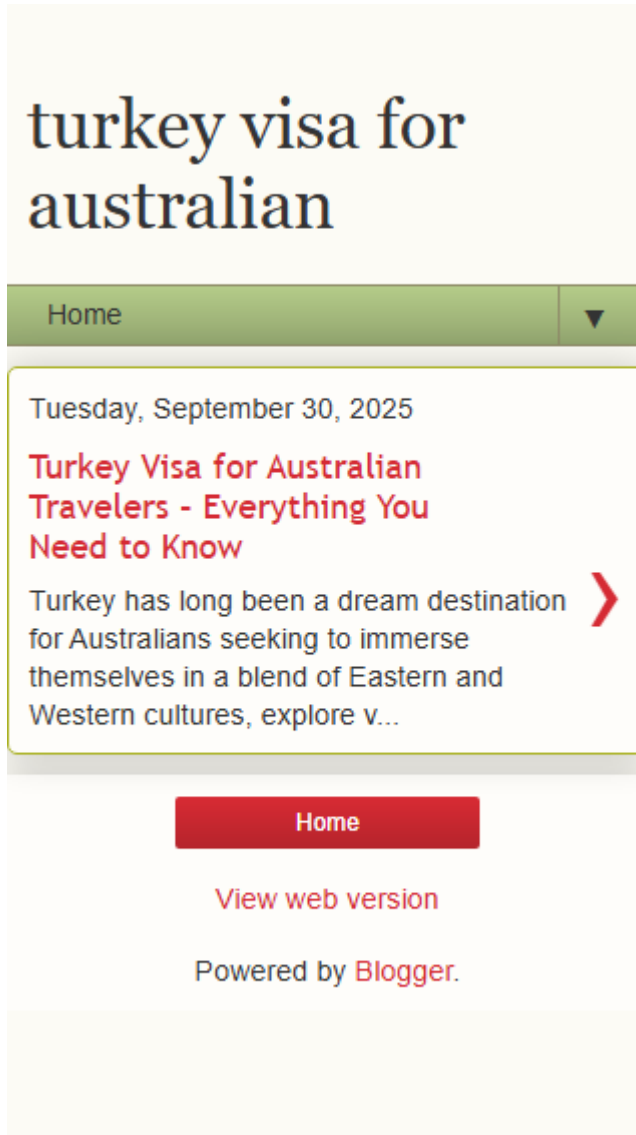 turkey visa for
australian
Home ▼
Tuesday, September 30, 2025
Turkey Visa for Australian
Travelers – Everything You
Need to Know
Turkey has long been a dream destination
for Australians seeking to immerse
themselves in a blend of Eastern and
Western cultures, explore v...
❯
Home
View web version
Powered by Blogger.